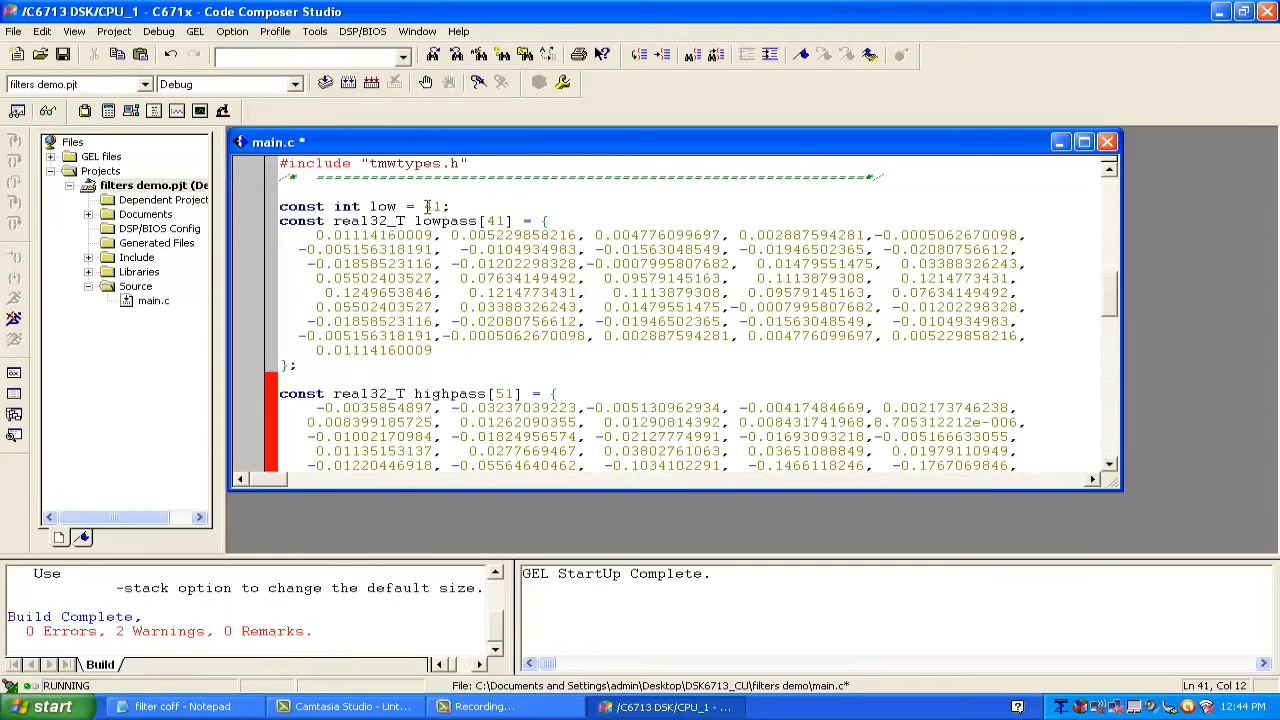 /C6713 DSK/CPU_1 - C671x - Code Composer Studio
File Edit View Project Debug GEL Option Profile Tools DSP/BIOS Window Help
filters demo.pjt Debug
Files
GEL files
Projects
filters demo.pjt (De
Dependent Project
Documents
DSP/BIOS Config
Generated Files
Include
Libraries
Source
main.c
main.c *
#include "tmwtypes.h"
/* ============================================================*/
const int low = 41;
const real32_T lowpass[41] = {
0.01114160009, 0.005229858216, 0.004776099697, 0.002887594281,-0.0005062670098,
-0.005156318191, -0.0104934983, -0.01563048549, -0.01946502365, -0.02080756612,
-0.01858523116, -0.01202298328,-0.0007995807682, 0.01479551475, 0.03388326243,
0.05502403527, 0.07634149492, 0.09579145163, 0.1113879308, 0.1214773431,
0.1249653846, 0.1214773431, 0.1113879308, 0.09579145163, 0.07634149492,
0.05502403527, 0.03388326243, 0.01479551475,-0.0007995807682, -0.01202298328,
-0.01858523116, -0.02080756612, -0.01946502365, -0.01563048549, -0.0104934983,
-0.005156318191,-0.0005062670098, 0.002887594281, 0.004776099697, 0.005229858216,
0.01114160009
};
const real32_T highpass[51] = {
-0.0035854897, -0.03237039223,-0.005130962934, -0.00417484669, 0.002173746238,
0.008399185725, 0.01262090355, 0.01290814392, 0.008431741968,8.705312212e-006,
-0.01002170984, -0.01824956574, -0.02127774991, -0.01693093218,-0.005166633055,
0.01135153137, 0.0277669467, 0.03802761063, 0.03651088849, 0.01979110949,
-0.01220446918, -0.05564640462, -0.1034102291, -0.1466118246, -0.1767069846,
Use
-stack option to change the default size.
Build Complete,
0 Errors, 2 Warnings, 0 Remarks.
Build
GEL StartUp Complete.
RUNNING
File: C:\Documents and Settings\admin\Desktop\DSK6713_CU\filters demo\main.c*
Ln 41, Col 12
start
filter coff - Notepad
Camtasia Studio - Unt...
Recording...
/C6713 DSK/CPU_1 - ...
12:44 PM